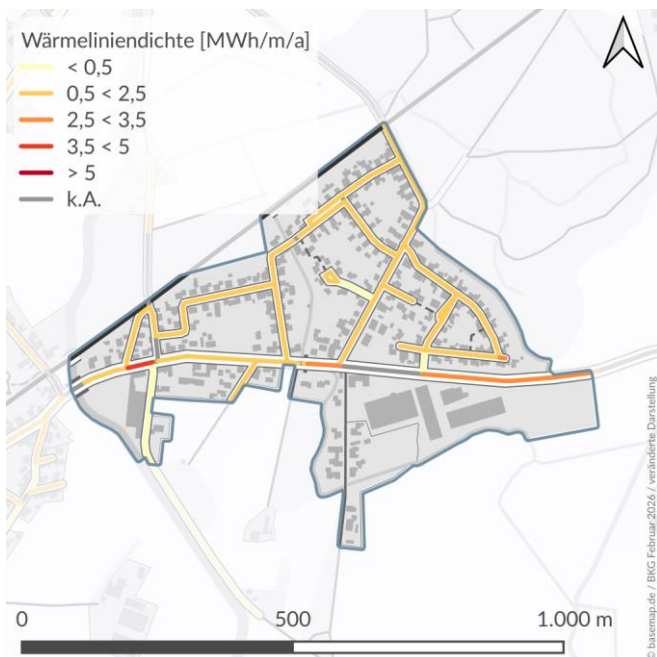 Wärmeliniendichte [MWh/m/a]
< 0,5
0,5 < 2,5
2,5 < 3,5
3,5 < 5
> 5
k.A.
0 500 1.000 m
© basemap.de / BKG Februar 2026 / veränderte Darstellung